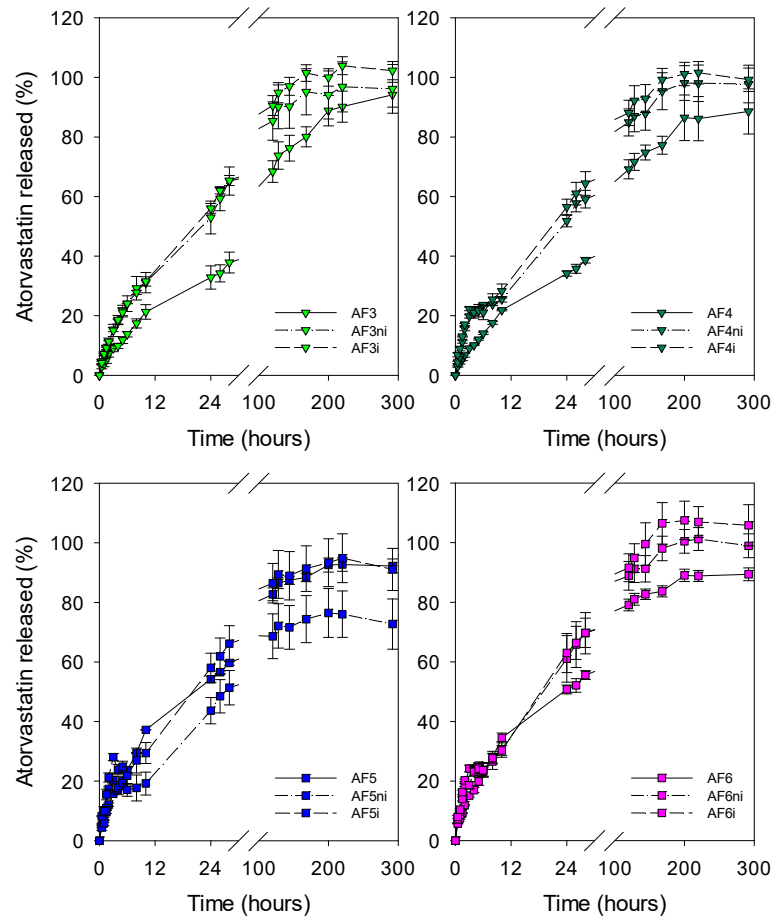 120
100
80
60
40
20
0
Atorvastatin released (%)
AF3
AF3ni
AF3i
0 12 24 100 200 300
Time (hours)
120
100
80
60
40
20
0
AF4
AF4ni
AF4i
0 12 24 100 200 300
Time (hours)
120
100
80
60
40
20
0
Atorvastatin released (%)
AF5
AF5ni
AF5i
0 12 24 100 200 300
Time (hours)
120
100
80
60
40
20
0
AF6
AF6ni
AF6i
0 12 24 100 200 300
Time (hours)